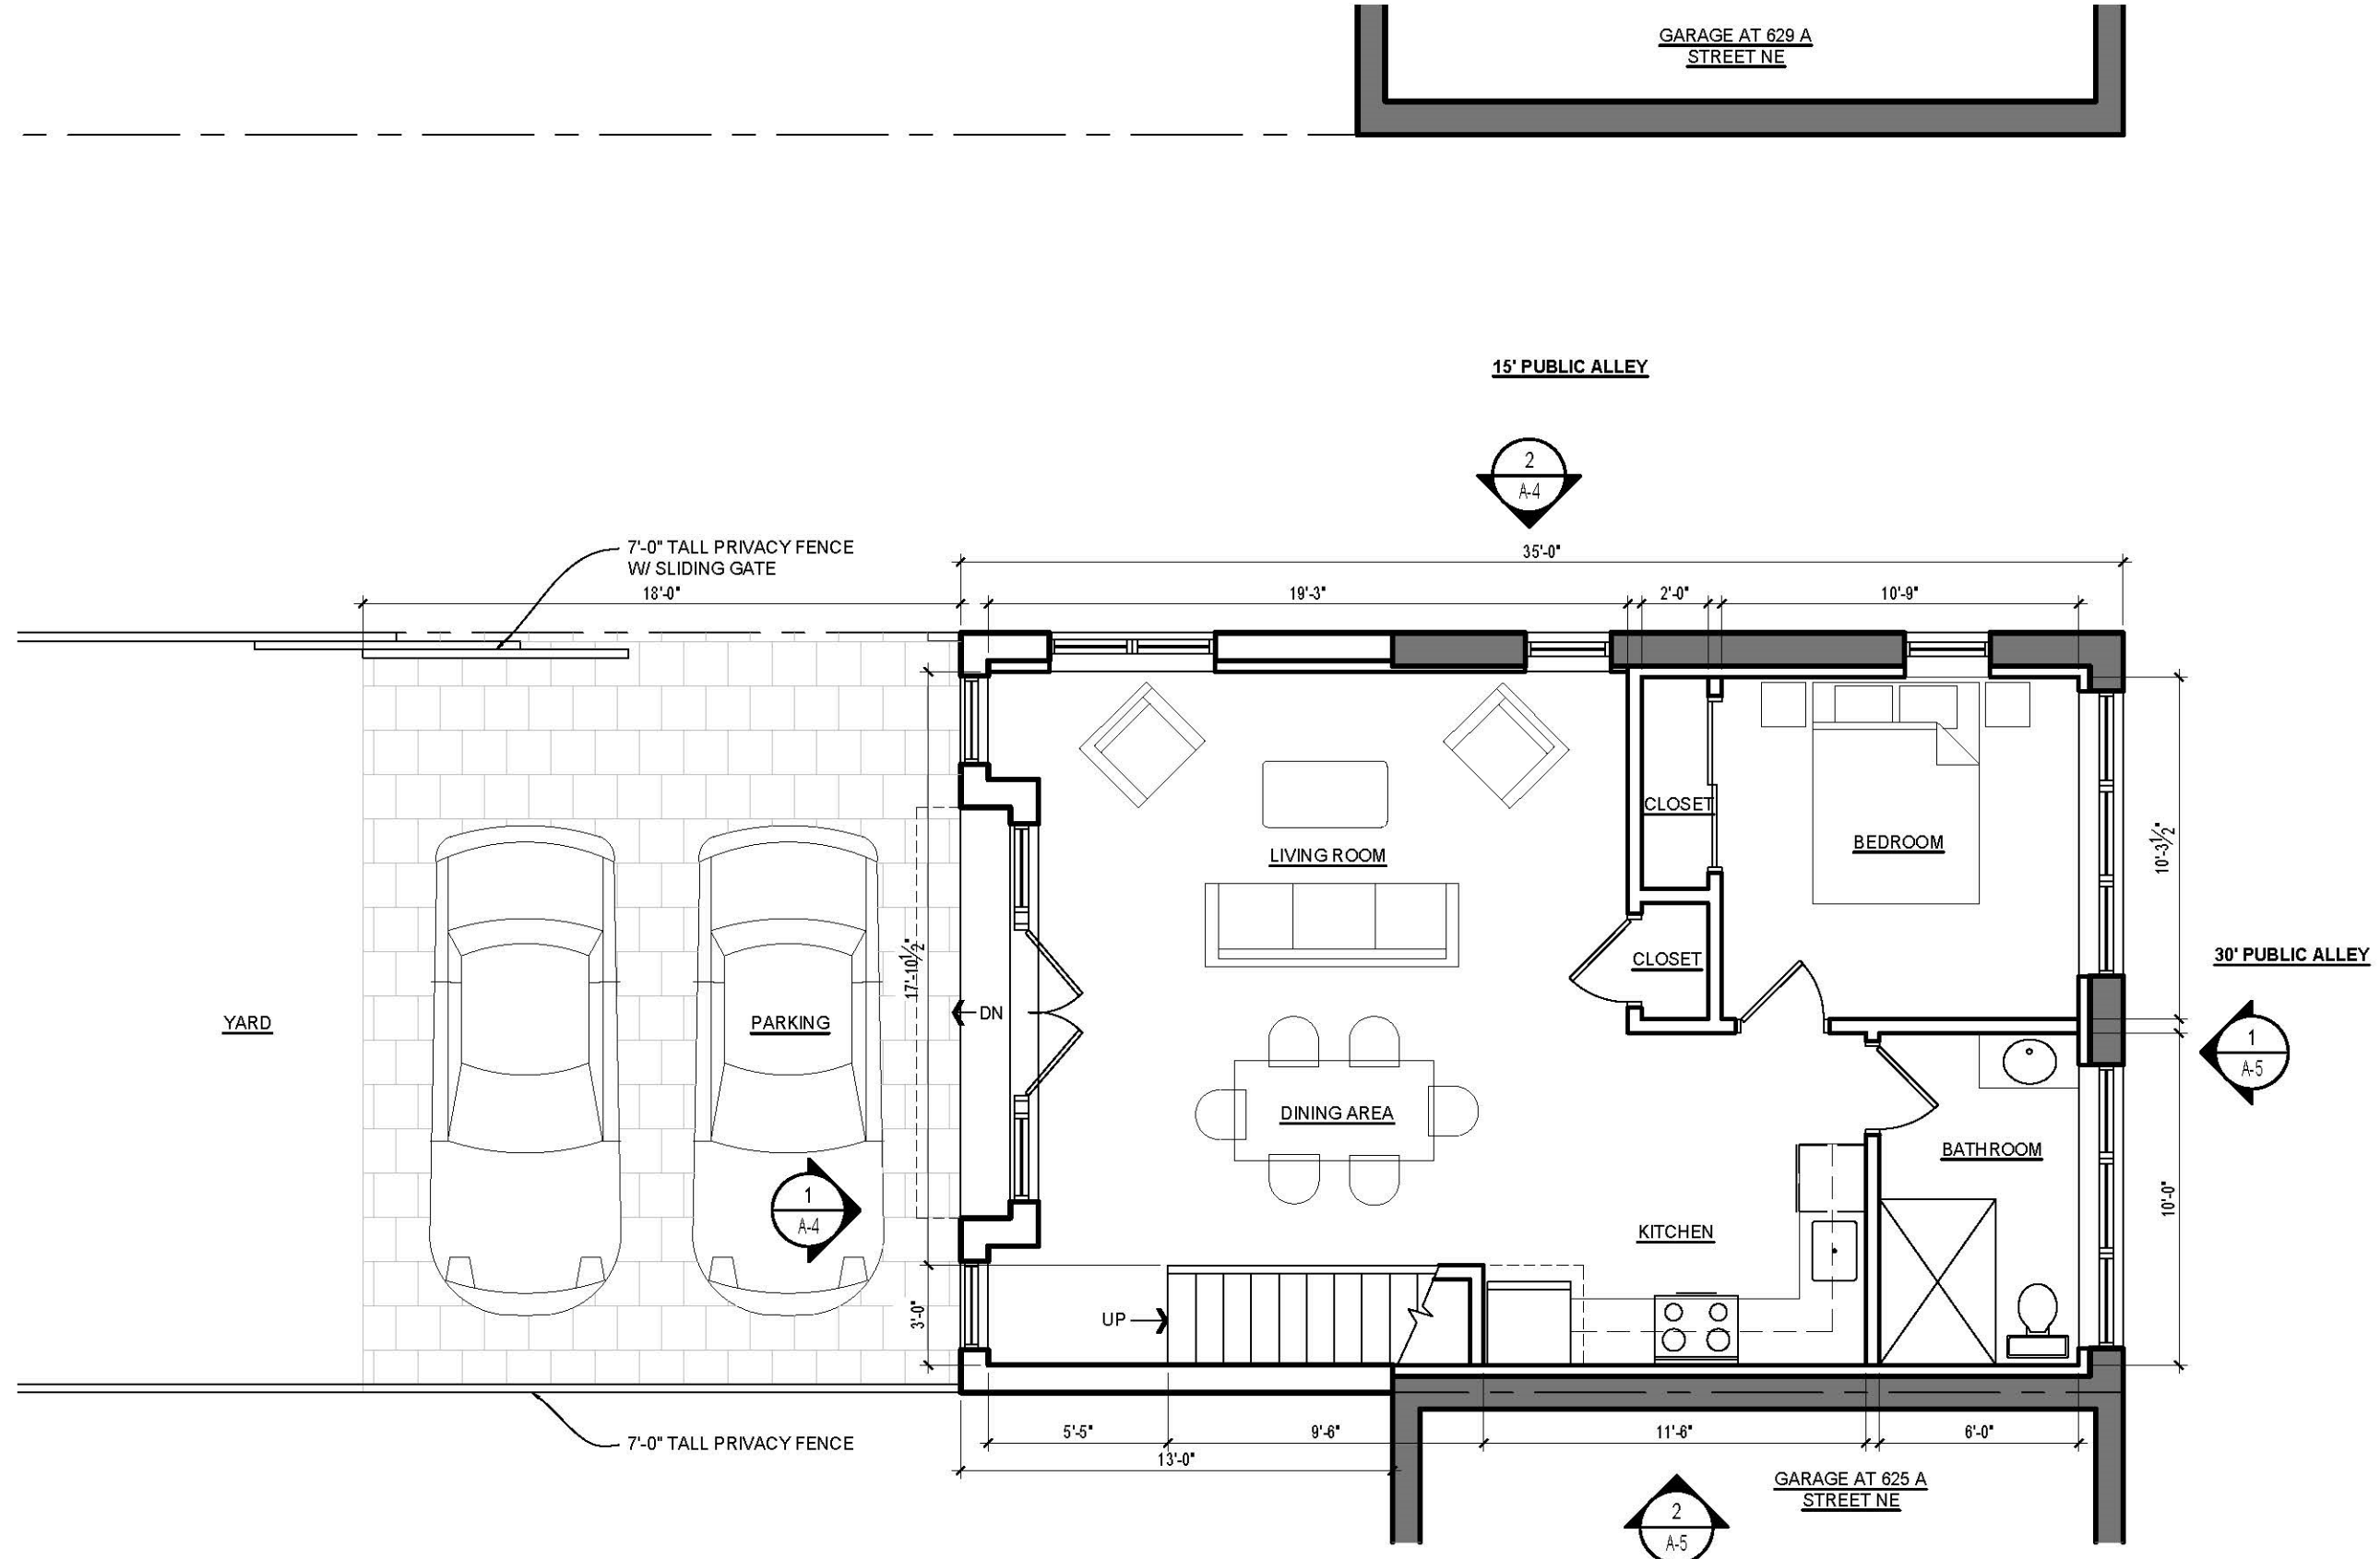 GARAGE AT 629 A
STREET NE
15' PUBLIC ALLEY
2
A-4
7'-0" TALL PRIVACY FENCE
W/ SLIDING GATE
35'-0"
18'-0"
19'-3"
2'-0"
10'-9"
CLOSET
BEDROOM
10'-3½"
LIVING ROOM
CLOSET
30' PUBLIC ALLEY
17'-10½"
DN
YARD
PARKING
1
A-5
DINING AREA
BATHROOM
1
A-4
10'-0"
KITCHEN
3'-0"
UP
7'-0" TALL PRIVACY FENCE
5'-5"
9'-6"
11'-6"
6'-0"
13'-0"
GARAGE AT 625 A
STREET NE
2
A-5